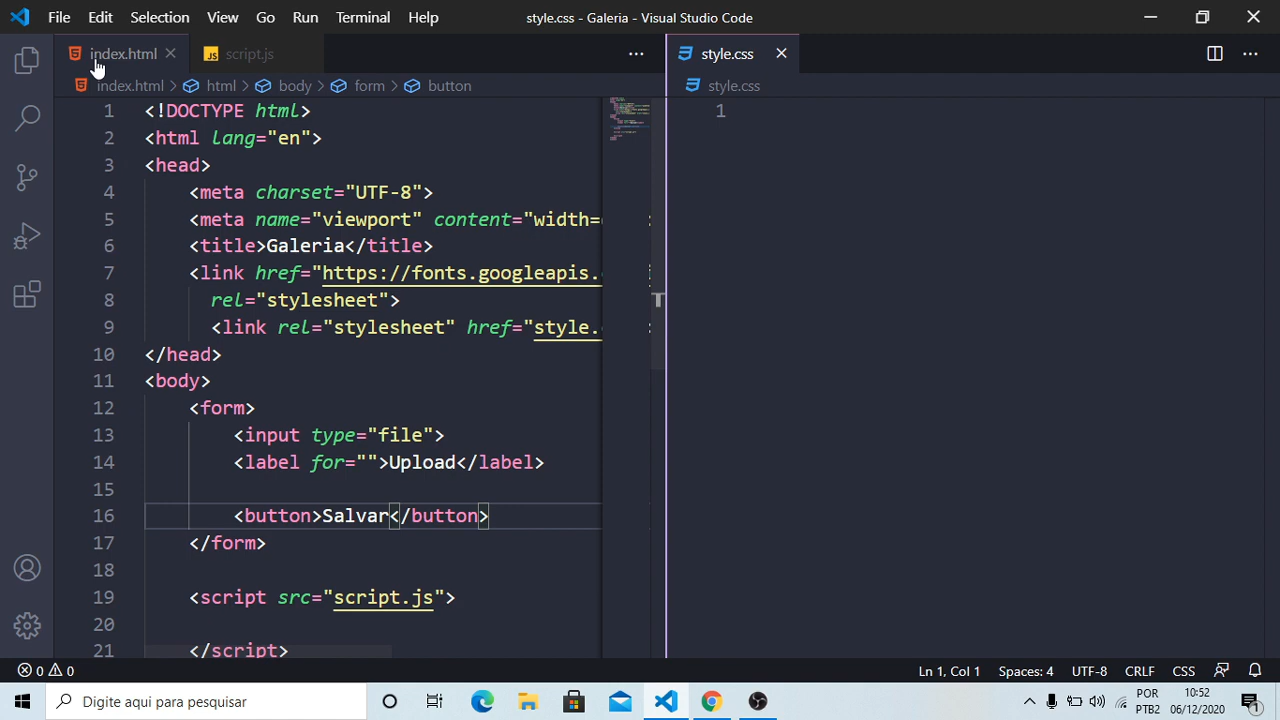 File Edit Selection View Go Run Terminal Help style.css - Galeria - Visual Studio Code
index.html script.js style.css
index.html html body form button style.css
1 <!DOCTYPE html> 1
2 <html lang="en">
3 <head>
4 <meta charset="UTF-8">
5 <meta name="viewport" content="width=
6 <title>Galeria</title>
7 <link href="https://fonts.googleapis.
8 rel="stylesheet">
9 <link rel="stylesheet" href="style.
10 </head>
11 <body>
12 <form>
13 <input type="file">
14 <label for="">Upload</label>
15
16 <button>Salvar</button>
17 </form>
18
19 <script src="script.js">
20
21 </script>
0 0 Ln 1, Col 1 Spaces: 4 UTF-8 CRLF CSS
Digite aqui para pesquisar
POR
PTB2
10:52
06/12/2020
1